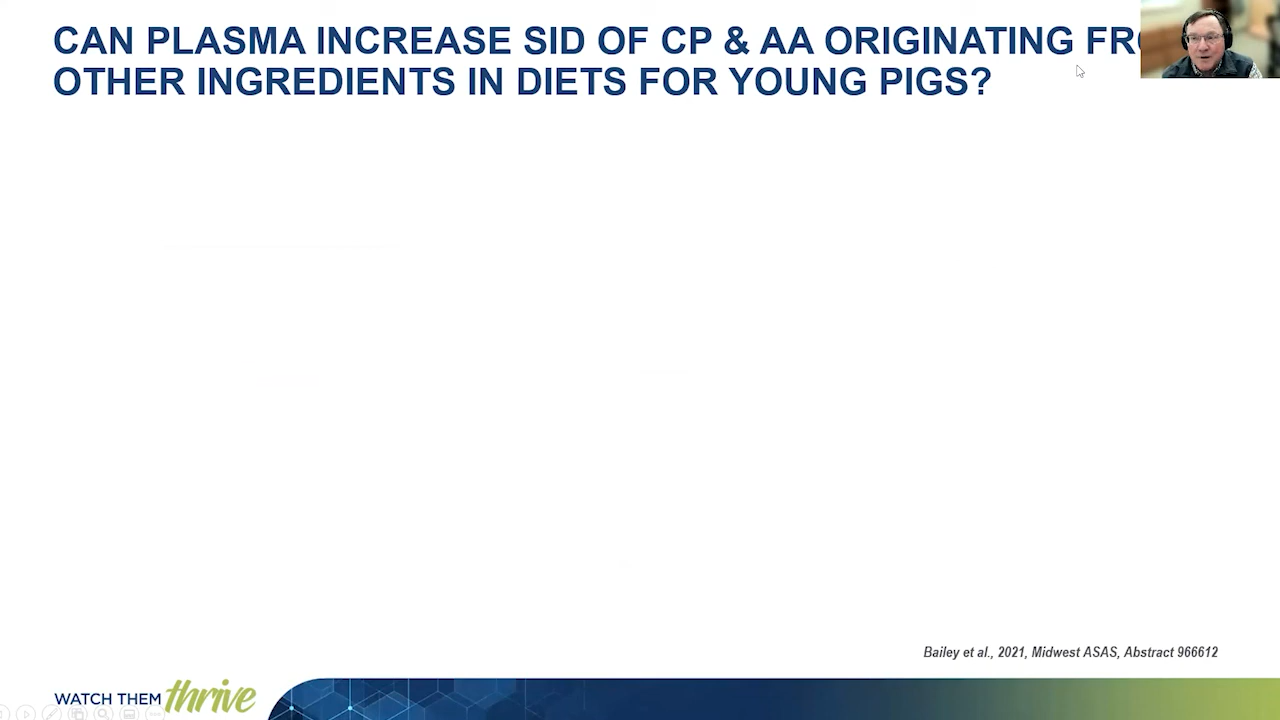 CAN PLASMA INCREASE SID OF CP & AA ORIGINATING
OTHER INGREDIENTS IN DIETS FOR YOUNG PIGS?
Bailey et al., 2021, Midwest ASAS, Abstract 966612
WATCH THEM thrive